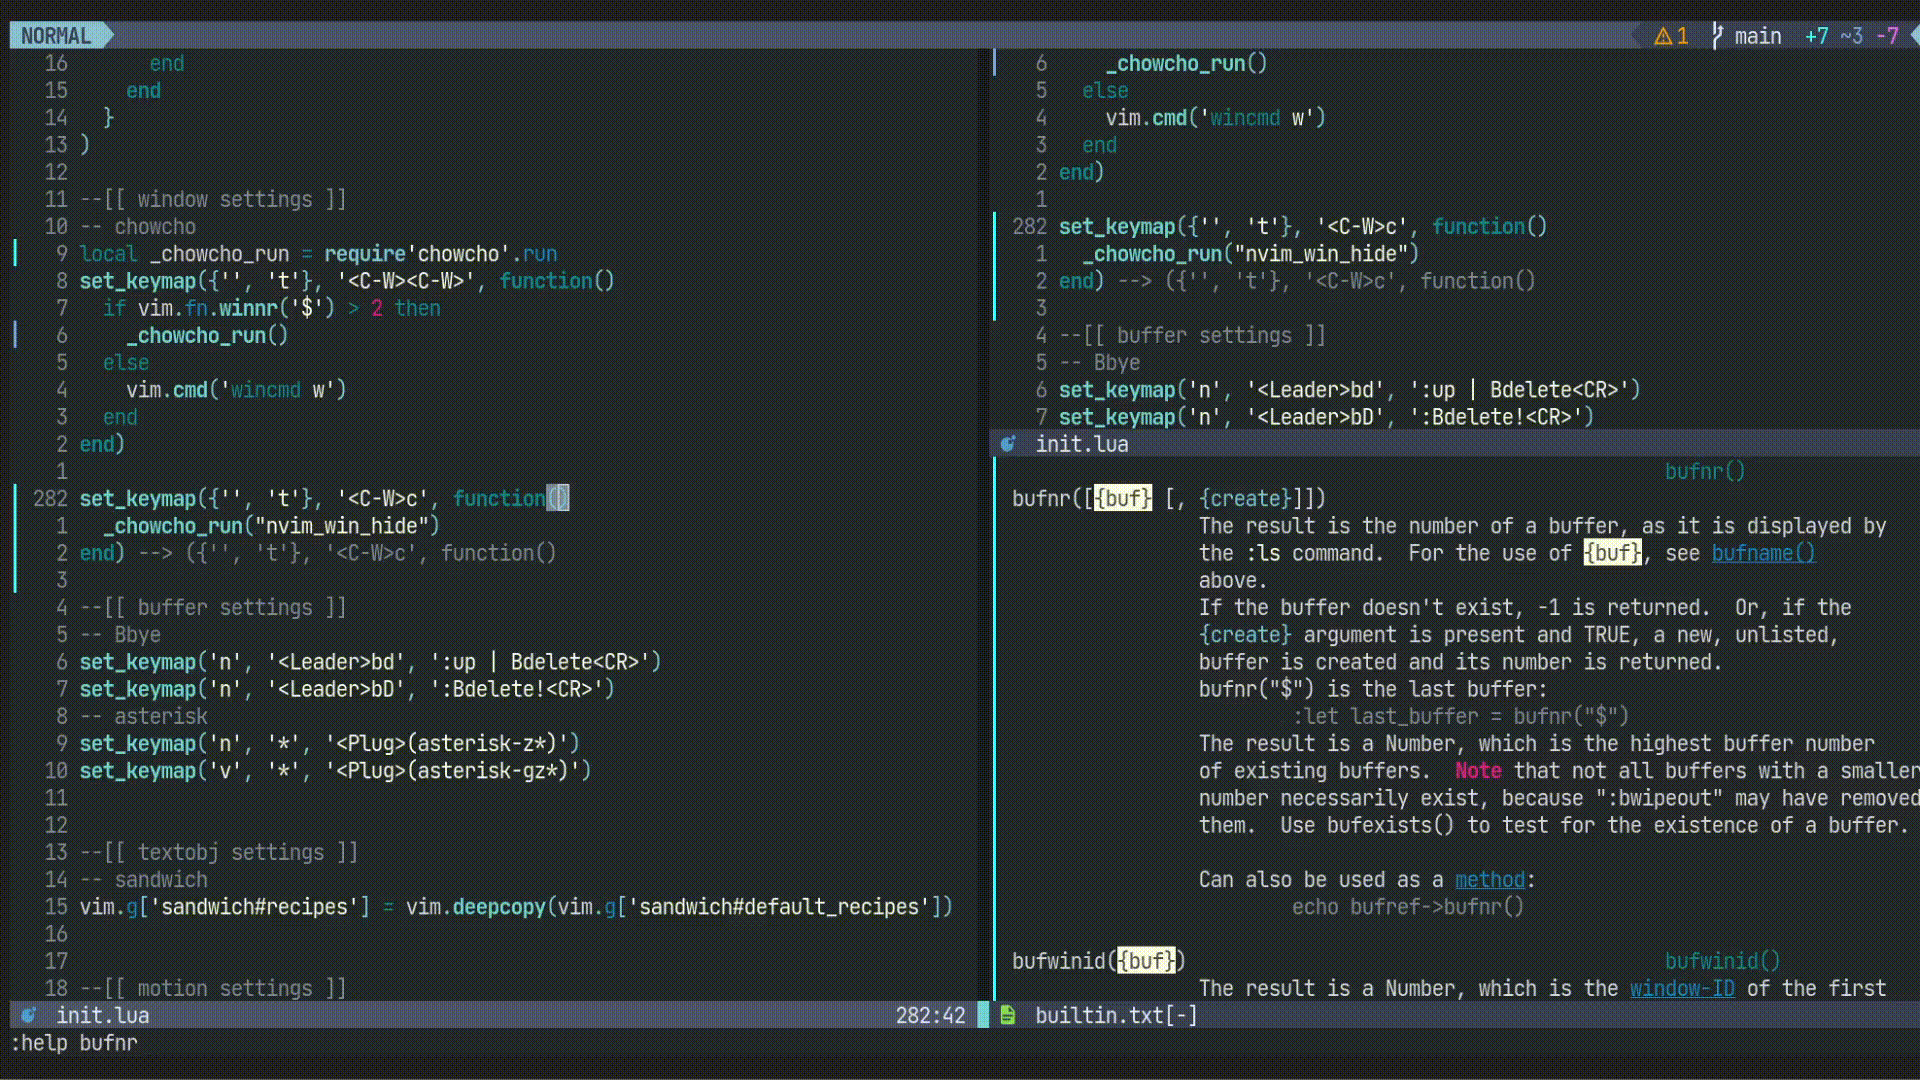 NORMAL
⚠1 main +7 ~3 -7
16       end
15     end
14   }
13 )
12
11 --[[ window settings ]]
10 -- chowcho
9 local _chowcho_run = require'chowcho'.run
8 set_keymap({'', 't'}, '<C-W><C-W>', function()
7   if vim.fn.winnr('$') > 2 then
6     _chowcho_run()
5   else
4     vim.cmd('wincmd w')
3   end
2 end)
1
282 set_keymap({'', 't'}, '<C-W>c', function()
1   _chowcho_run("nvim_win_hide")
2 end) --> ({'', 't'}, '<C-W>c', function()
3
4 --[[ buffer settings ]]
5 -- Bbye
6 set_keymap('n', '<Leader>bd', ':up | Bdelete<CR>')
7 set_keymap('n', '<Leader>bD', ':Bdelete!<CR>')
8 -- asterisk
9 set_keymap('n', '*', '<Plug>(asterisk-z*)')
10 set_keymap('v', '*', '<Plug>(asterisk-gz*)')
11
12
13 --[[ textobj settings ]]
14 -- sandwich
15 vim.g['sandwich#recipes'] = vim.deepcopy(vim.g['sandwich#default_recipes'])
16
17
18 --[[ motion settings ]]
init.lua 282:42
:help bufnr
6     _chowcho_run()
5   else
4     vim.cmd('wincmd w')
3   end
2 end)
1
282 set_keymap({'', 't'}, '<C-W>c', function()
1   _chowcho_run("nvim_win_hide")
2 end) --> ({'', 't'}, '<C-W>c', function()
3
4 --[[ buffer settings ]]
5 -- Bbye
6 set_keymap('n', '<Leader>bd', ':up | Bdelete<CR>')
7 set_keymap('n', '<Leader>bD', ':Bdelete!<CR>')
init.lua
bufnr()
bufnr([{buf} [, {create}]])
The result is the number of a buffer, as it is displayed by
the :ls command.  For the use of {buf}, see bufname()
above.
If the buffer doesn't exist, -1 is returned.  Or, if the
{create} argument is present and TRUE, a new, unlisted,
buffer is created and its number is returned.
bufnr("$") is the last buffer:
:let last_buffer = bufnr("$")
The result is a Number, which is the highest buffer number
of existing buffers.  Note that not all buffers with a smaller
number necessarily exist, because ":bwipeout" may have removed
them.  Use bufexists() to test for the existence of a buffer.
Can also be used as a method:
echo bufref->bufnr()
bufwinid({buf}) bufwinid()
The result is a Number, which is the window-ID of the first
builtin.txt[-]